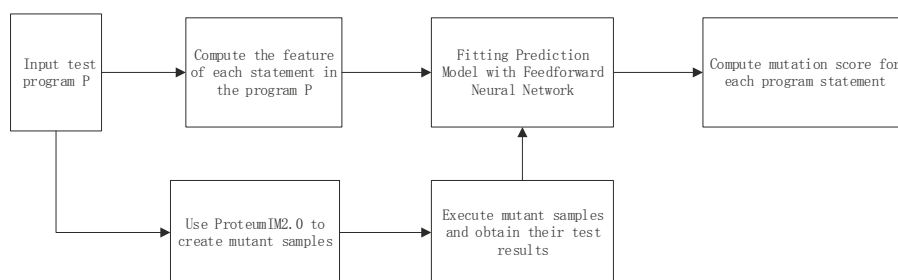 Input test
program P
Compute the feature
of each statement in
the program P
Fitting Prediction
Model with Feedforward
Neural Network
Compute mutation score for
each program statement
Use ProteumIM2.0 to
create mutant samples
Execute mutant samples
and obtain their test
results